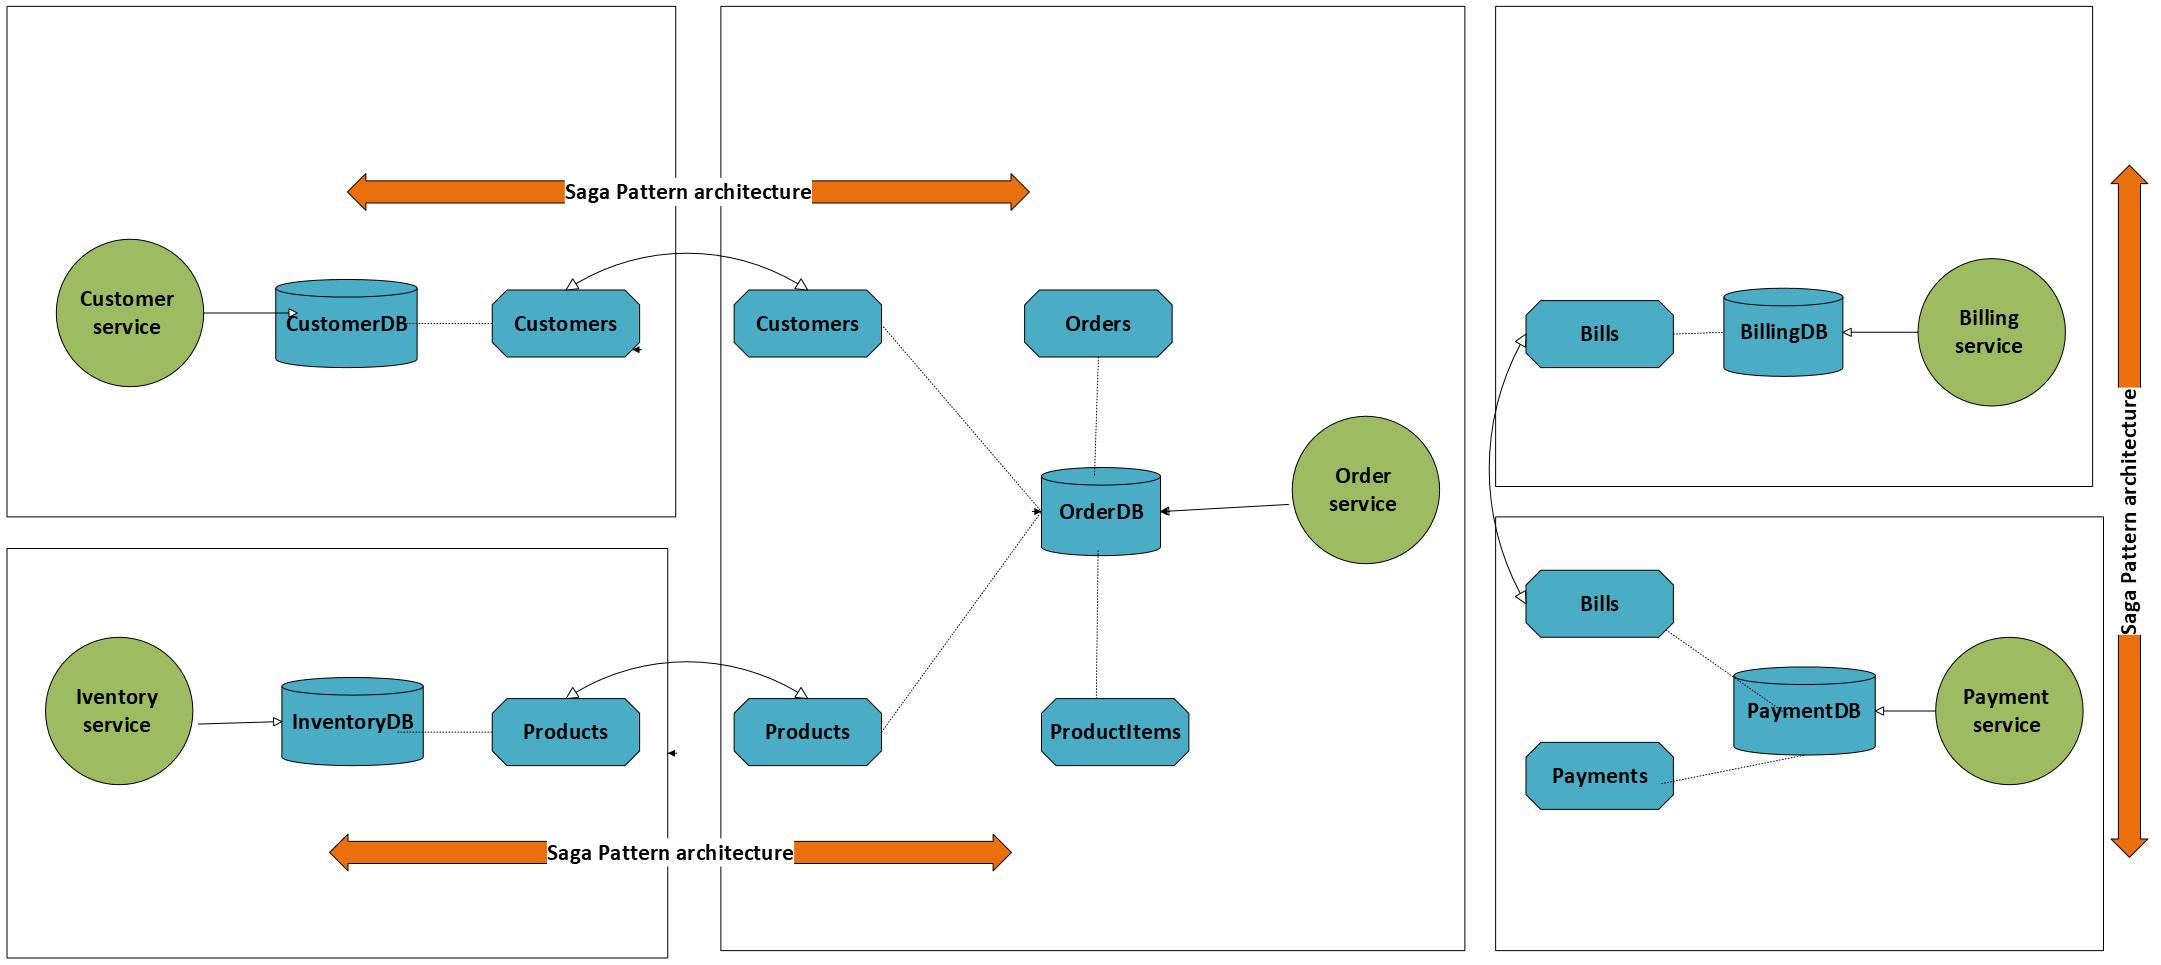 Saga Pattern architecture
Customer
service
CustomerDB
Customers
Customers
Orders
Order
service
OrderDB
Iventory
service
InventoryDB
Products
Products
ProductItems
Saga Pattern architecture
Bills
BillingDB
Billing
service
Bills
Payments
PaymentDB
Payment
service
Saga Pattern architecture